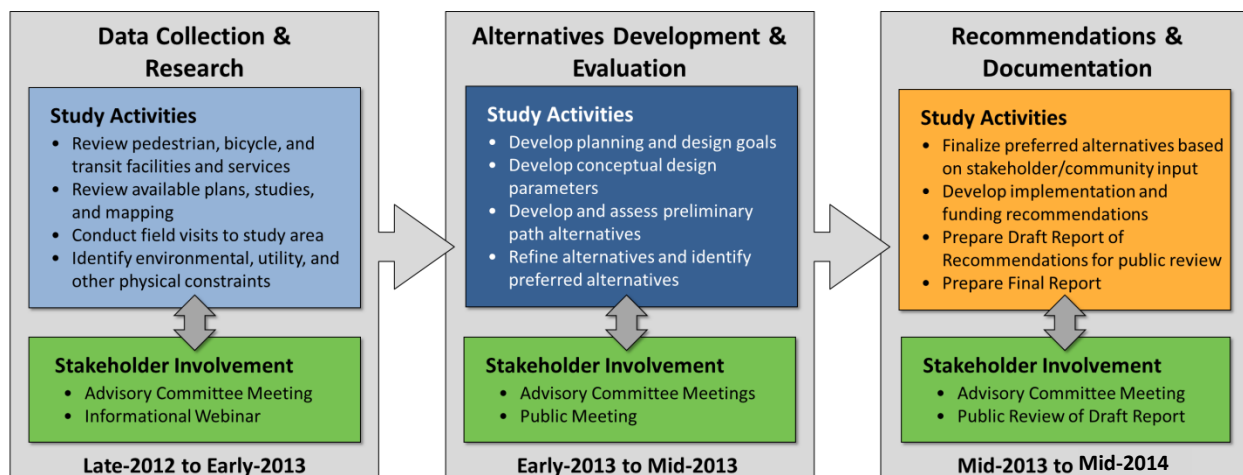 Data Collection &
Research
Study Activities
• Review pedestrian, bicycle, and
transit facilities and services
• Review available plans, studies,
and mapping
• Conduct field visits to study area
• Identify environmental, utility, and
other physical constraints
Stakeholder Involvement
• Advisory Committee Meeting
• Informational Webinar
Late-2012 to Early-2013
Alternatives Development &
Evaluation
Study Activities
• Develop planning and design goals
• Develop conceptual design
parameters
• Develop and assess preliminary
path alternatives
• Refine alternatives and identify
preferred alternatives
Stakeholder Involvement
• Advisory Committee Meetings
• Public Meeting
Early-2013 to Mid-2013
Recommendations &
Documentation
Study Activities
• Finalize preferred alternatives based
on stakeholder/community input
• Develop implementation and
funding recommendations
• Prepare Draft Report of
Recommendations for public review
• Prepare Final Report
Stakeholder Involvement
• Advisory Committee Meeting
• Public Review of Draft Report
Mid-2013 to Mid-2014